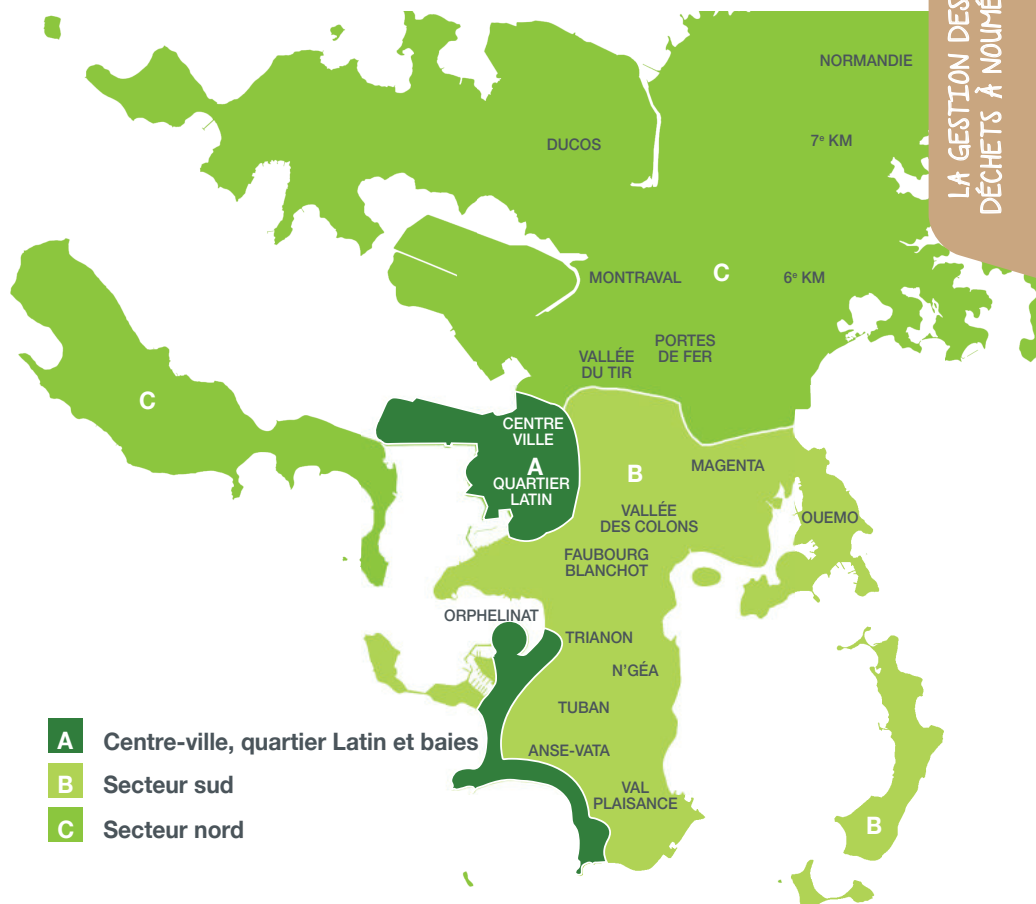 LA GESTION DES
DÉCHETS À NOUMÉ
NORMANDIE
DUCOS
7e KM
MONTRAVAL
C
6e KM
PORTES
DE FER
VALLÉE
DU TIR
C
CENTRE
VILLE
A
QUARTIER
LATIN
B
MAGENTA
VALLÉE
DES COLONS
OUEMO
FAUBOURG
BLANCHOT
ORPHELINAT
TRIANON
N'GÉA
TUBAN
ANSE-VATA
VAL
PLAISANCE
B
A Centre-ville, quartier Latin et baies
B Secteur sud
C Secteur nord